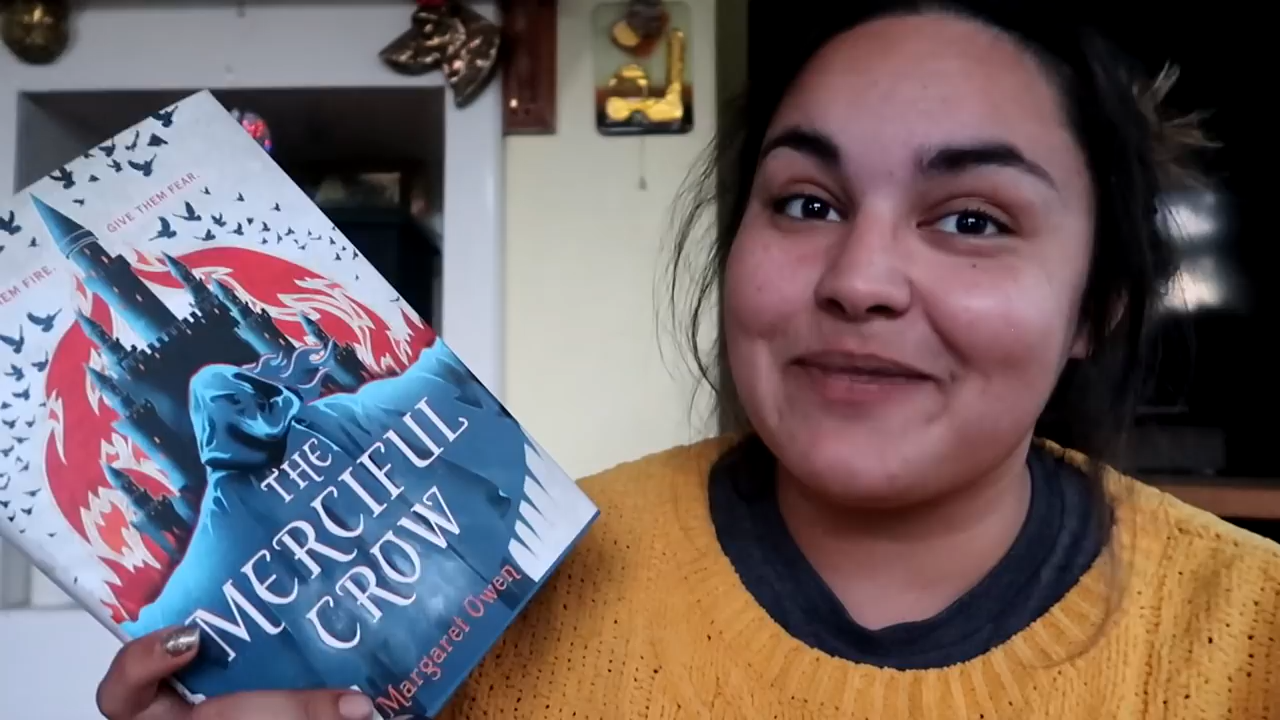 EM FIRE.
GIVE THEM FEAR.
THE
MERCIFUL
CROW
Margaret Owen